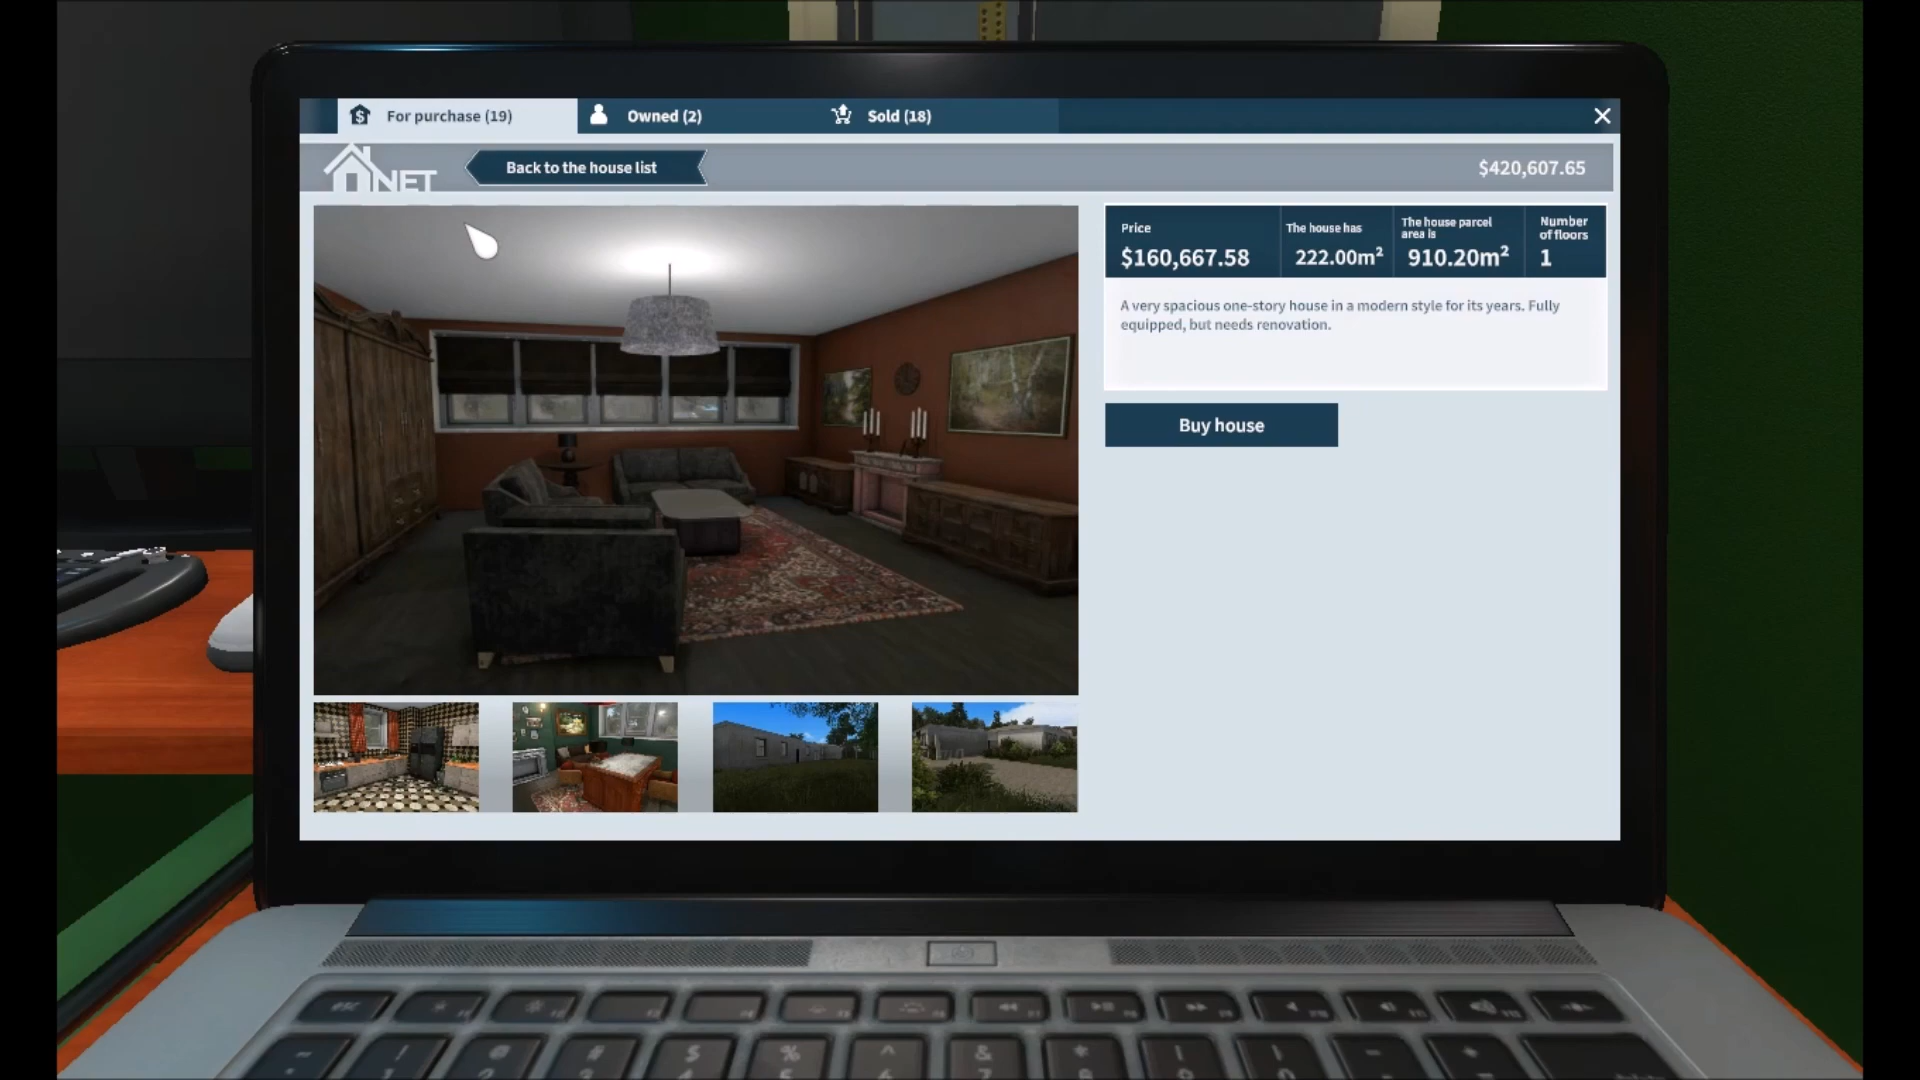 For purchase (19)
Owned (2)
Sold (18)
NET
Back to the house list
$420,607.65
Price
$160,667.58
The house has
222.00m²
The house parcel
area is
910.20m²
Number
of floors
1
A very spacious one-story house in a modern style for its years. Fully
equipped, but needs renovation.
Buy house
esc
$ % ^ & *